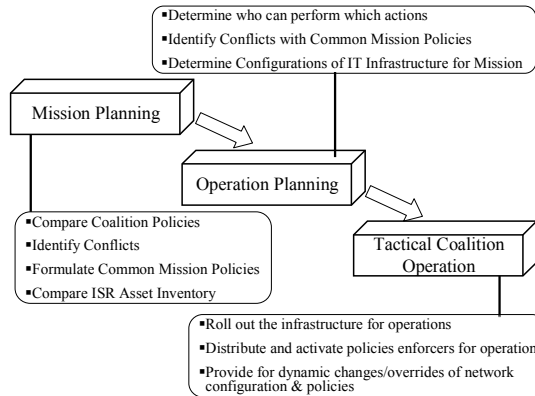 ▪Determine who can perform which actions
▪Identify Conflicts with Common Mission Policies
▪Determine Configurations of IT Infrastructure for Mission
Mission Planning
Operation Planning
▪Compare Coalition Policies
▪Identify Conflicts
▪Formulate Common Mission Policies
▪Compare ISR Asset Inventory
Tactical Coalition
Operation
▪Roll out the infrastructure for operations
▪Distribute and activate policies enforcers for operation
▪Provide for dynamic changes/overrides of network
configuration & policies